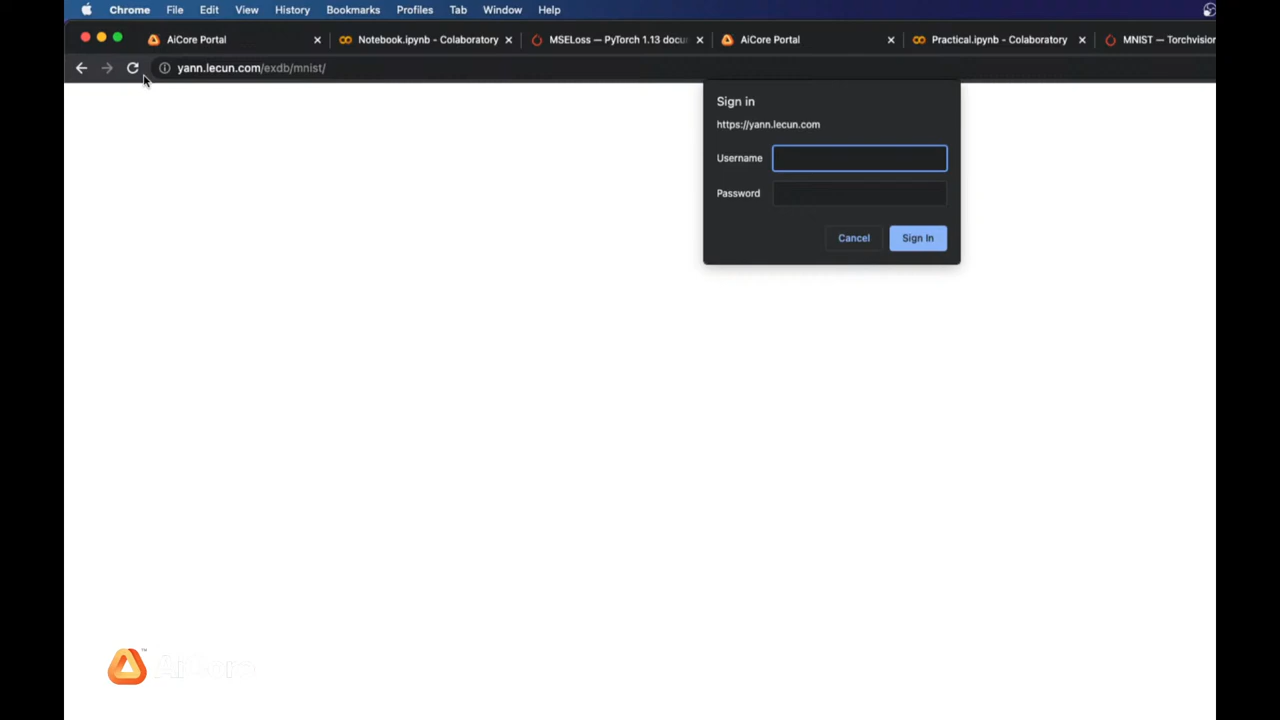 Chrome File Edit View History Bookmarks Profiles Tab Window Help
AiCore Portal Notebook.ipynb - Colaboratory MSELoss — PyTorch 1.13 docu AiCore Portal Practical.ipynb - Colaboratory MNIST — Torchvision
yann.lecun.com/exdb/mnist/
Sign in
https://yann.lecun.com
Username
Password
Cancel Sign In
AiCore
TM